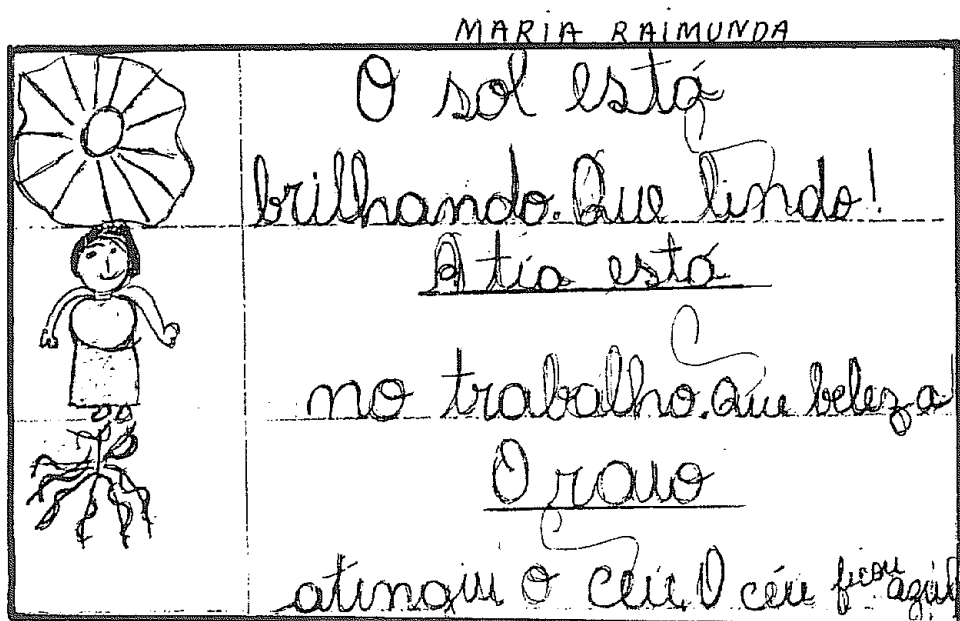 MARIA RAIMUNDA
O sol está
brilhando. Que lindo!
A tia está
no trabalho. Que beleza
O raio
atingiu o céu. O céu ficou azul